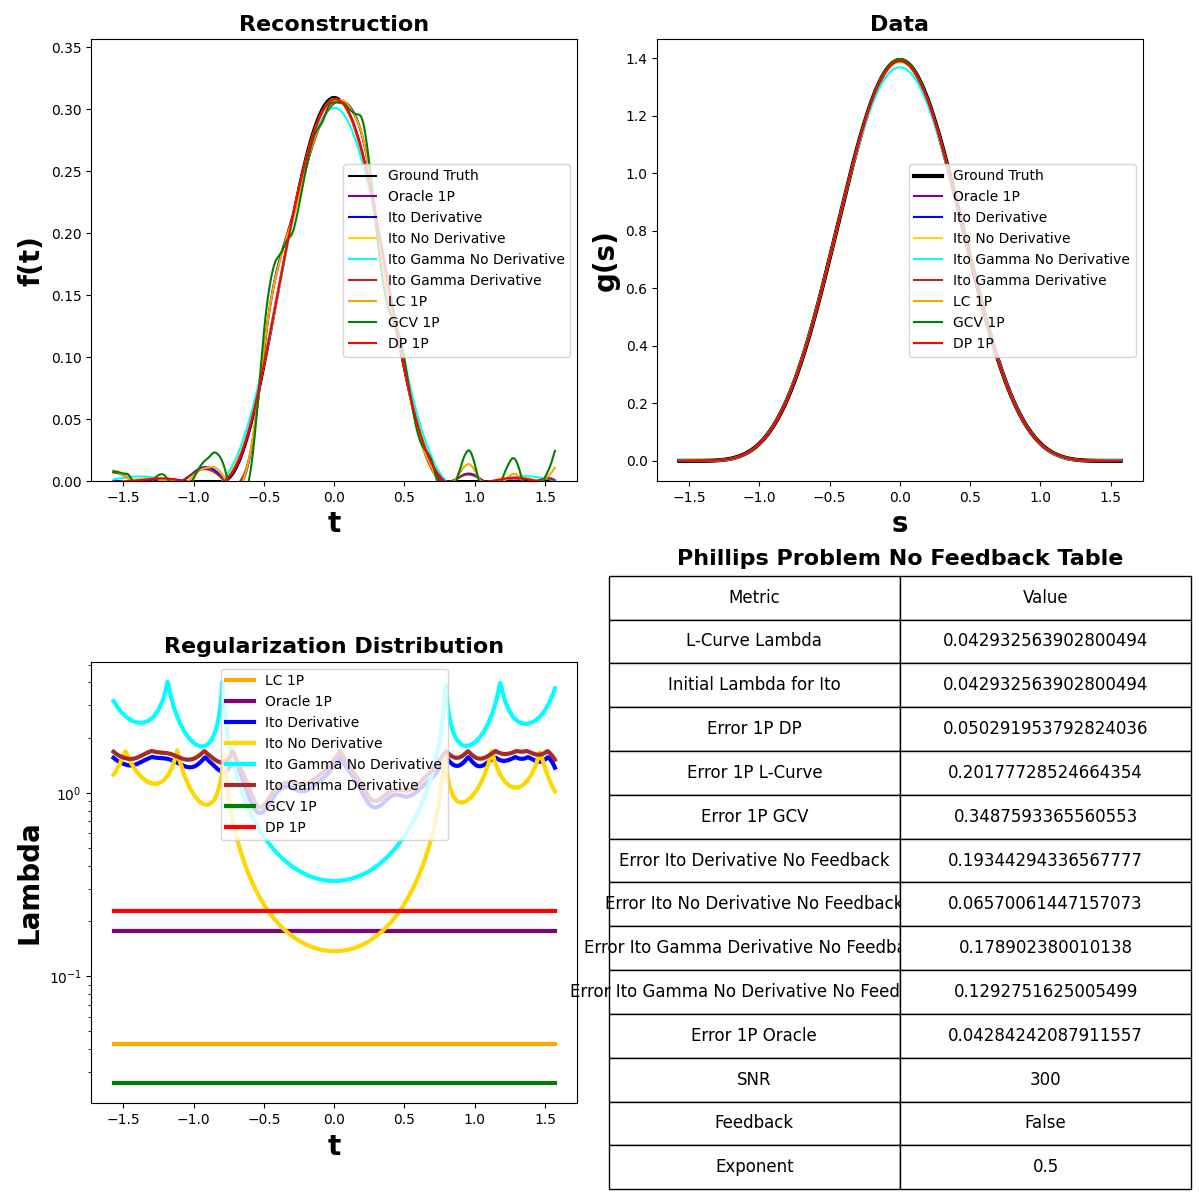 Reconstruction
0.35
0.30
0.25
0.20
0.15
0.10
0.05
0.00
f(t)
Ground Truth
Oracle 1P
Ito Derivative
Ito No Derivative
Ito Gamma No Derivative
Ito Gamma Derivative
LC 1P
GCV 1P
DP 1P
−1.5 −1.0 −0.5 0.0 0.5 1.0 1.5
t
Data
1.4
1.2
1.0
0.8
0.6
0.4
0.2
0.0
g(s)
Ground Truth
Oracle 1P
Ito Derivative
Ito No Derivative
Ito Gamma No Derivative
Ito Gamma Derivative
LC 1P
GCV 1P
DP 1P
−1.5 −1.0 −0.5 0.0 0.5 1.0 1.5
s
Regularization Distribution
10⁰
10⁻¹
Lambda
LC 1P
Oracle 1P
Ito Derivative
Ito No Derivative
Ito Gamma No Derivative
Ito Gamma Derivative
GCV 1P
DP 1P
−1.5 −1.0 −0.5 0.0 0.5 1.0 1.5
t
Phillips Problem No Feedback Table
Metric Value
L-Curve Lambda 0.042932563902800494
Initial Lambda for Ito 0.042932563902800494
Error 1P DP 0.050291953792824036
Error 1P L-Curve 0.20177728524664354
Error 1P GCV 0.3487593365560553
Error Ito Derivative No Feedback 0.19344294336567777
Error Ito No Derivative No Feedback 0.06570061447157073
Error Ito Gamma Derivative No Feedba 0.178902380010138
Error Ito Gamma No Derivative No Feed 0.1292751625005499
Error 1P Oracle 0.04284242087911557
SNR 300
Feedback False
Exponent 0.5